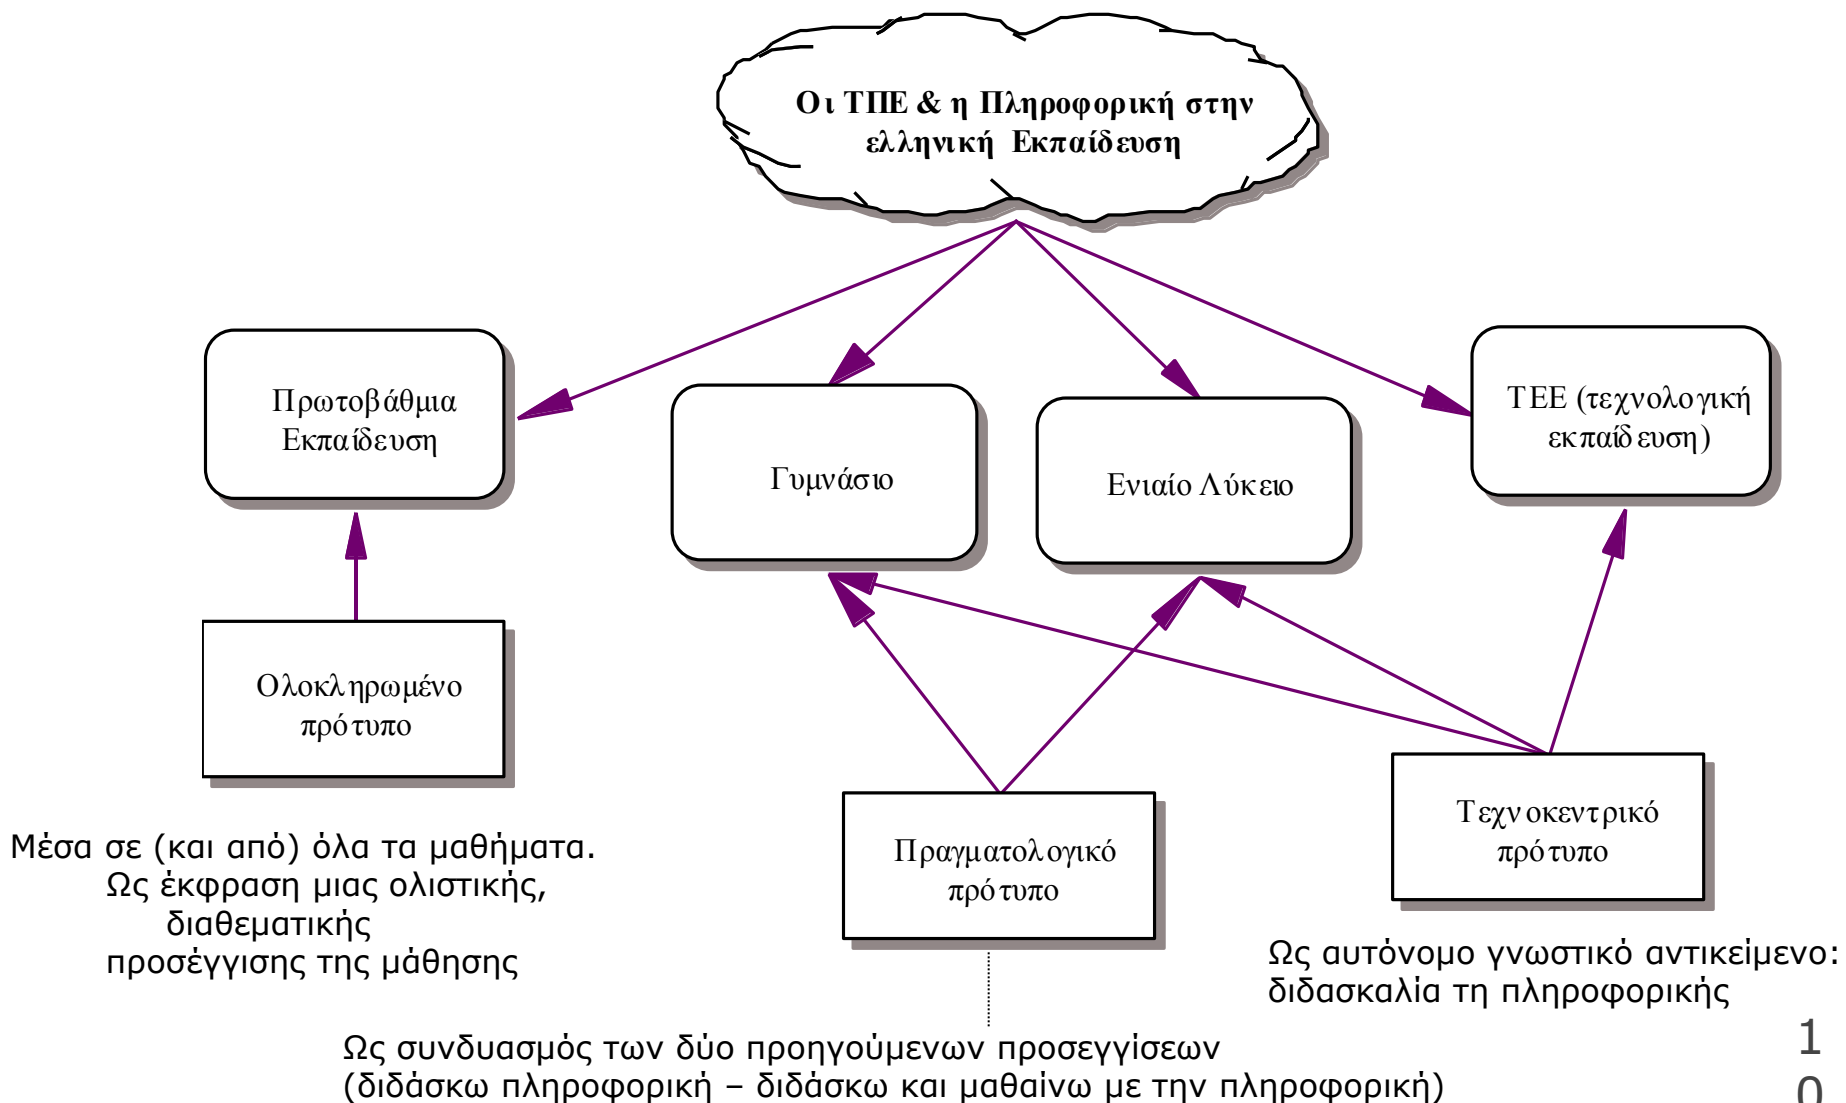 Οι ΤΠΕ & η Πληροφορική στην
ελληνική Εκπαίδευση
Πρωτοβάθμια
Εκπαίδευση
Γυμνάσιο
Ενιαίο Λύκειο
ΤΕΕ (τεχνολογική
εκπαίδευση)
Ολοκληρωμένο
πρότυπο
Πραγματολογικό
πρότυπο
Τεχνοκεντρικό
πρότυπο
Μέσα σε (και από) όλα τα μαθήματα.
Ως έκφραση μιας ολιστικής,
διαθεματικής
προσέγγισης της μάθησης
Ως αυτόνομο γνωστικό αντικείμενο:
διδασκαλία τη πληροφορικής
Ως συνδυασμός των δύο προηγούμενων προσεγγίσεων
(διδάσκω πληροφορική – διδάσκω και μαθαίνω με την πληροφορική)
1
0